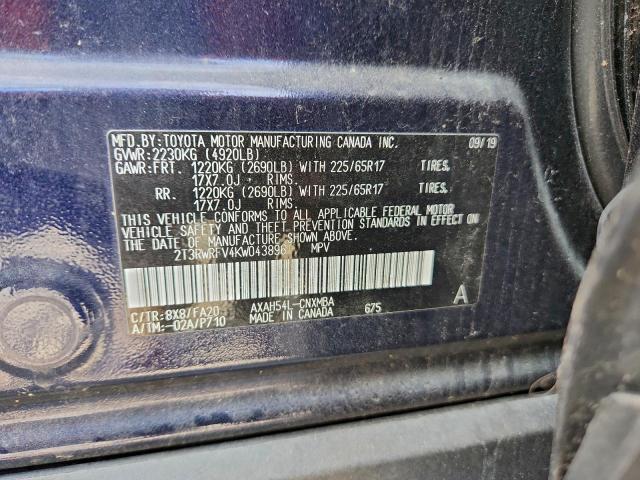 MFD.BY:TOYOTA MOTOR MANUFACTURING CANADA INC. 09/19
GVWR:2230KG (4920LB)
GAWR:FRT. 1220KG (2690LB) WITH 225/65R17 TIRES.
17X7.0J RIMS
RR. 1220KG (2690LB) WITH 225/65R17 TIRES.
17X7.0J RIMS
THIS VEHICLE CONFORMS TO ALL APPLICABLE FEDERAL MOTOR
VEHICLE SAFETY AND THEFT PREVENTION STANDARDS IN EFFECT ON
THE DATE OF MANUFACTURE SHOWN ABOVE.
MPV
C/TR:8X8/FA20 AXAH54L-CNXMBA 675 A
A/TM:-02A/P710 MADE IN CANADA